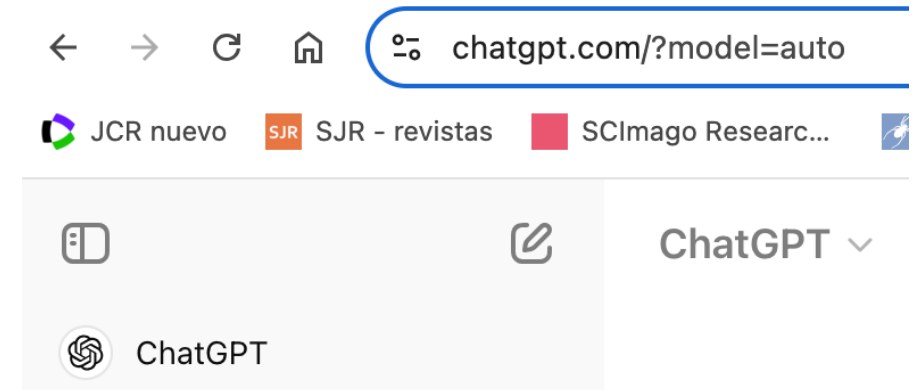 chatgpt.com/?model=auto
JCR nuevo SJR SJR - revistas SCImago Researc...
ChatGPT
ChatGPT